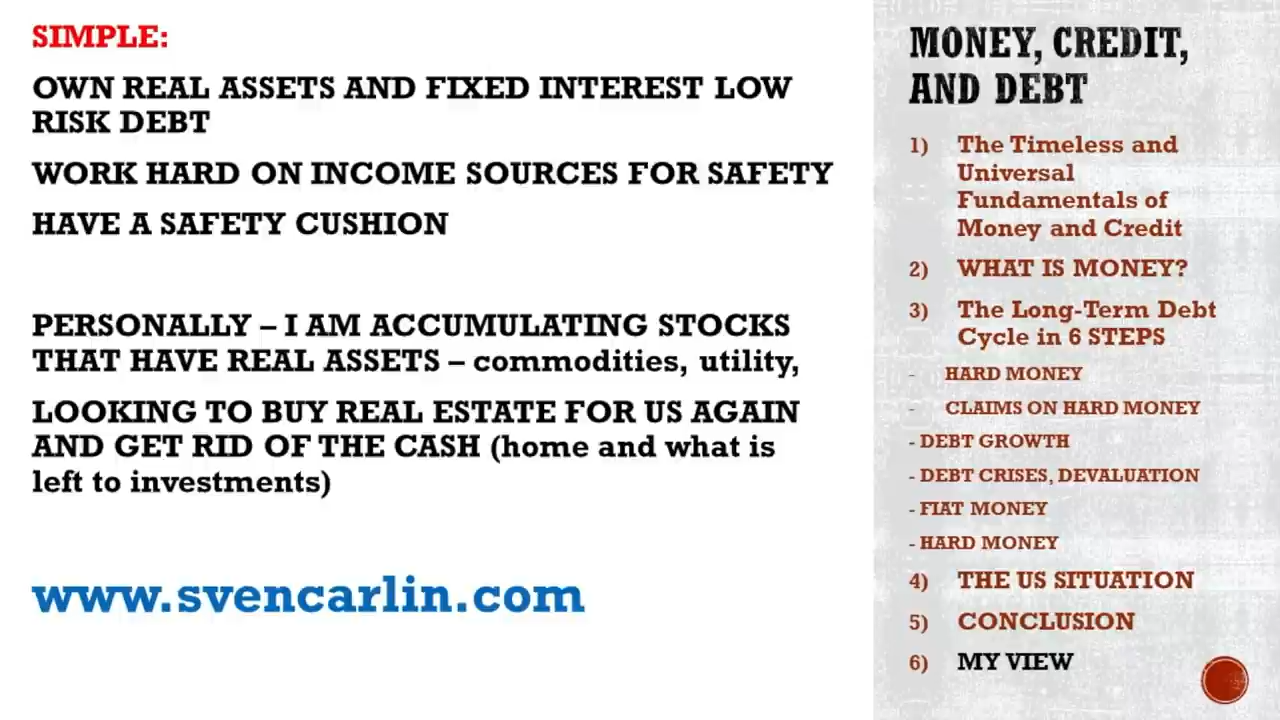 SIMPLE:
OWN REAL ASSETS AND FIXED INTEREST LOW
RISK DEBT
WORK HARD ON INCOME SOURCES FOR SAFETY
HAVE A SAFETY CUSHION
PERSONALLY – I AM ACCUMULATING STOCKS
THAT HAVE REAL ASSETS – commodities, utility,
LOOKING TO BUY REAL ESTATE FOR US AGAIN
AND GET RID OF THE CASH (home and what is
left to investments)
www.svencarlin.com
MONEY, CREDIT,
AND DEBT
1) The Timeless and
Universal
Fundamentals of
Money and Credit
2) WHAT IS MONEY?
3) The Long-Term Debt
Cycle in 6 STEPS
- HARD MONEY
- CLAIMS ON HARD MONEY
- DEBT GROWTH
- DEBT CRISES, DEVALUATION
- FIAT MONEY
- HARD MONEY
4) THE US SITUATION
5) CONCLUSION
6) MY VIEW